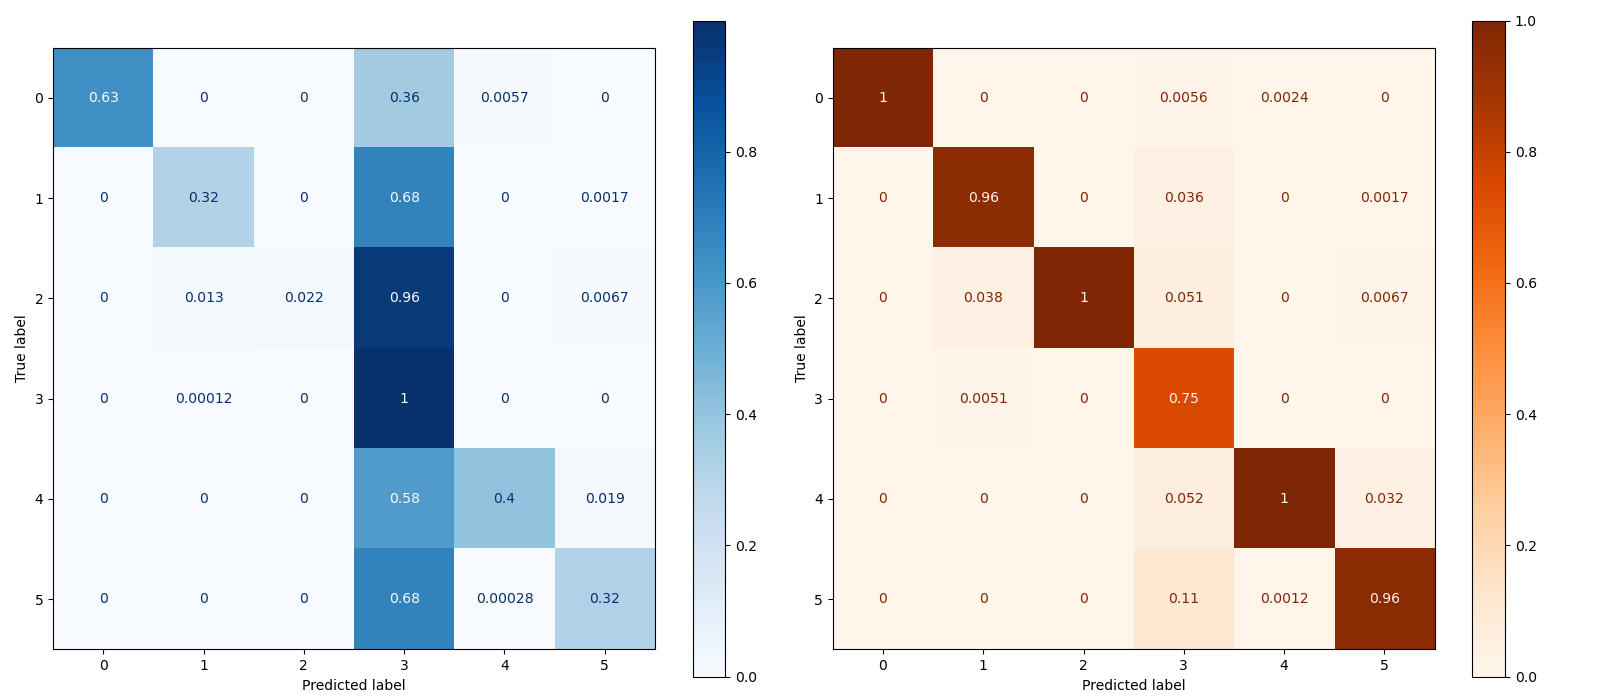 0 0.63 0 0 0.36 0.0057 0
1 0 0.32 0 0.68 0 0.0017
2 0 0.013 0.022 0.96 0 0.0067
3 0 0.00012 0 1 0 0
4 0 0 0 0.58 0.4 0.019
5 0 0 0 0.68 0.00028 0.32
0 1 2 3 4 5
True label
Predicted label
0.8
0.6
0.4
0.2
0.0
0 1 0 0 0.0056 0.0024 0
1 0 0.96 0 0.036 0 0.0017
2 0 0.038 1 0.051 0 0.0067
3 0 0.0051 0 0.75 0 0
4 0 0 0 0.052 1 0.032
5 0 0 0 0.11 0.0012 0.96
0 1 2 3 4 5
True label
Predicted label
1.0
0.8
0.6
0.4
0.2
0.0